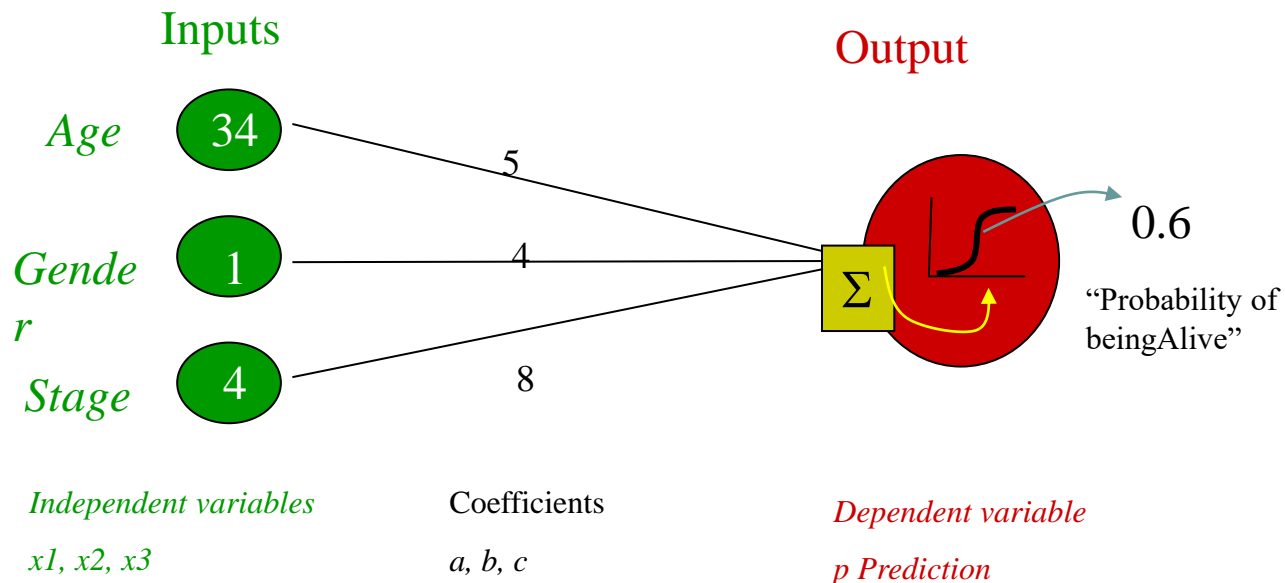 Inputs
Output
Age
34
5
Gende
r
1
4
Σ
0.6
“Probability of
beingAlive”
Stage
4
8
Independent variables
x1, x2, x3
Coefficients
a, b, c
Dependent variable
p Prediction